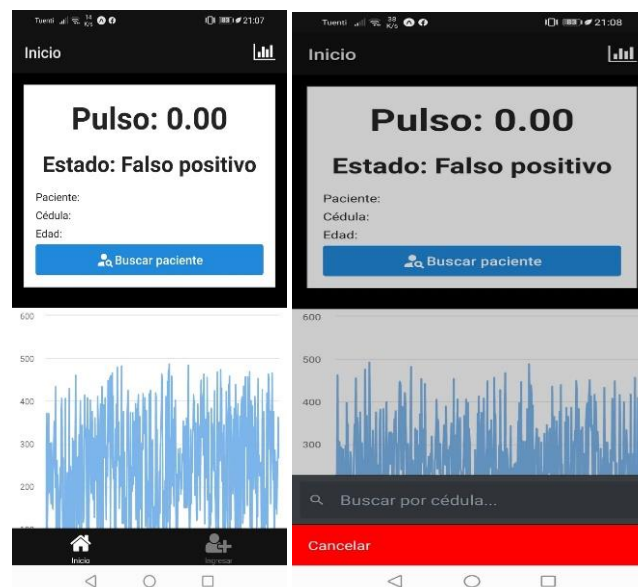 Tuenti 21:07
Inicio
Pulso: 0.00
Estado: Falso positivo
Paciente:
Cédula:
Edad:
Buscar paciente
600
500
400
300
200
Inicio
Ingresar
Tuenti 38 K/s 21:08
Inicio
Pulso: 0.00
Estado: Falso positivo
Paciente:
Cédula:
Edad:
Buscar paciente
600
500
400
300
Buscar por cédula...
Cancelar